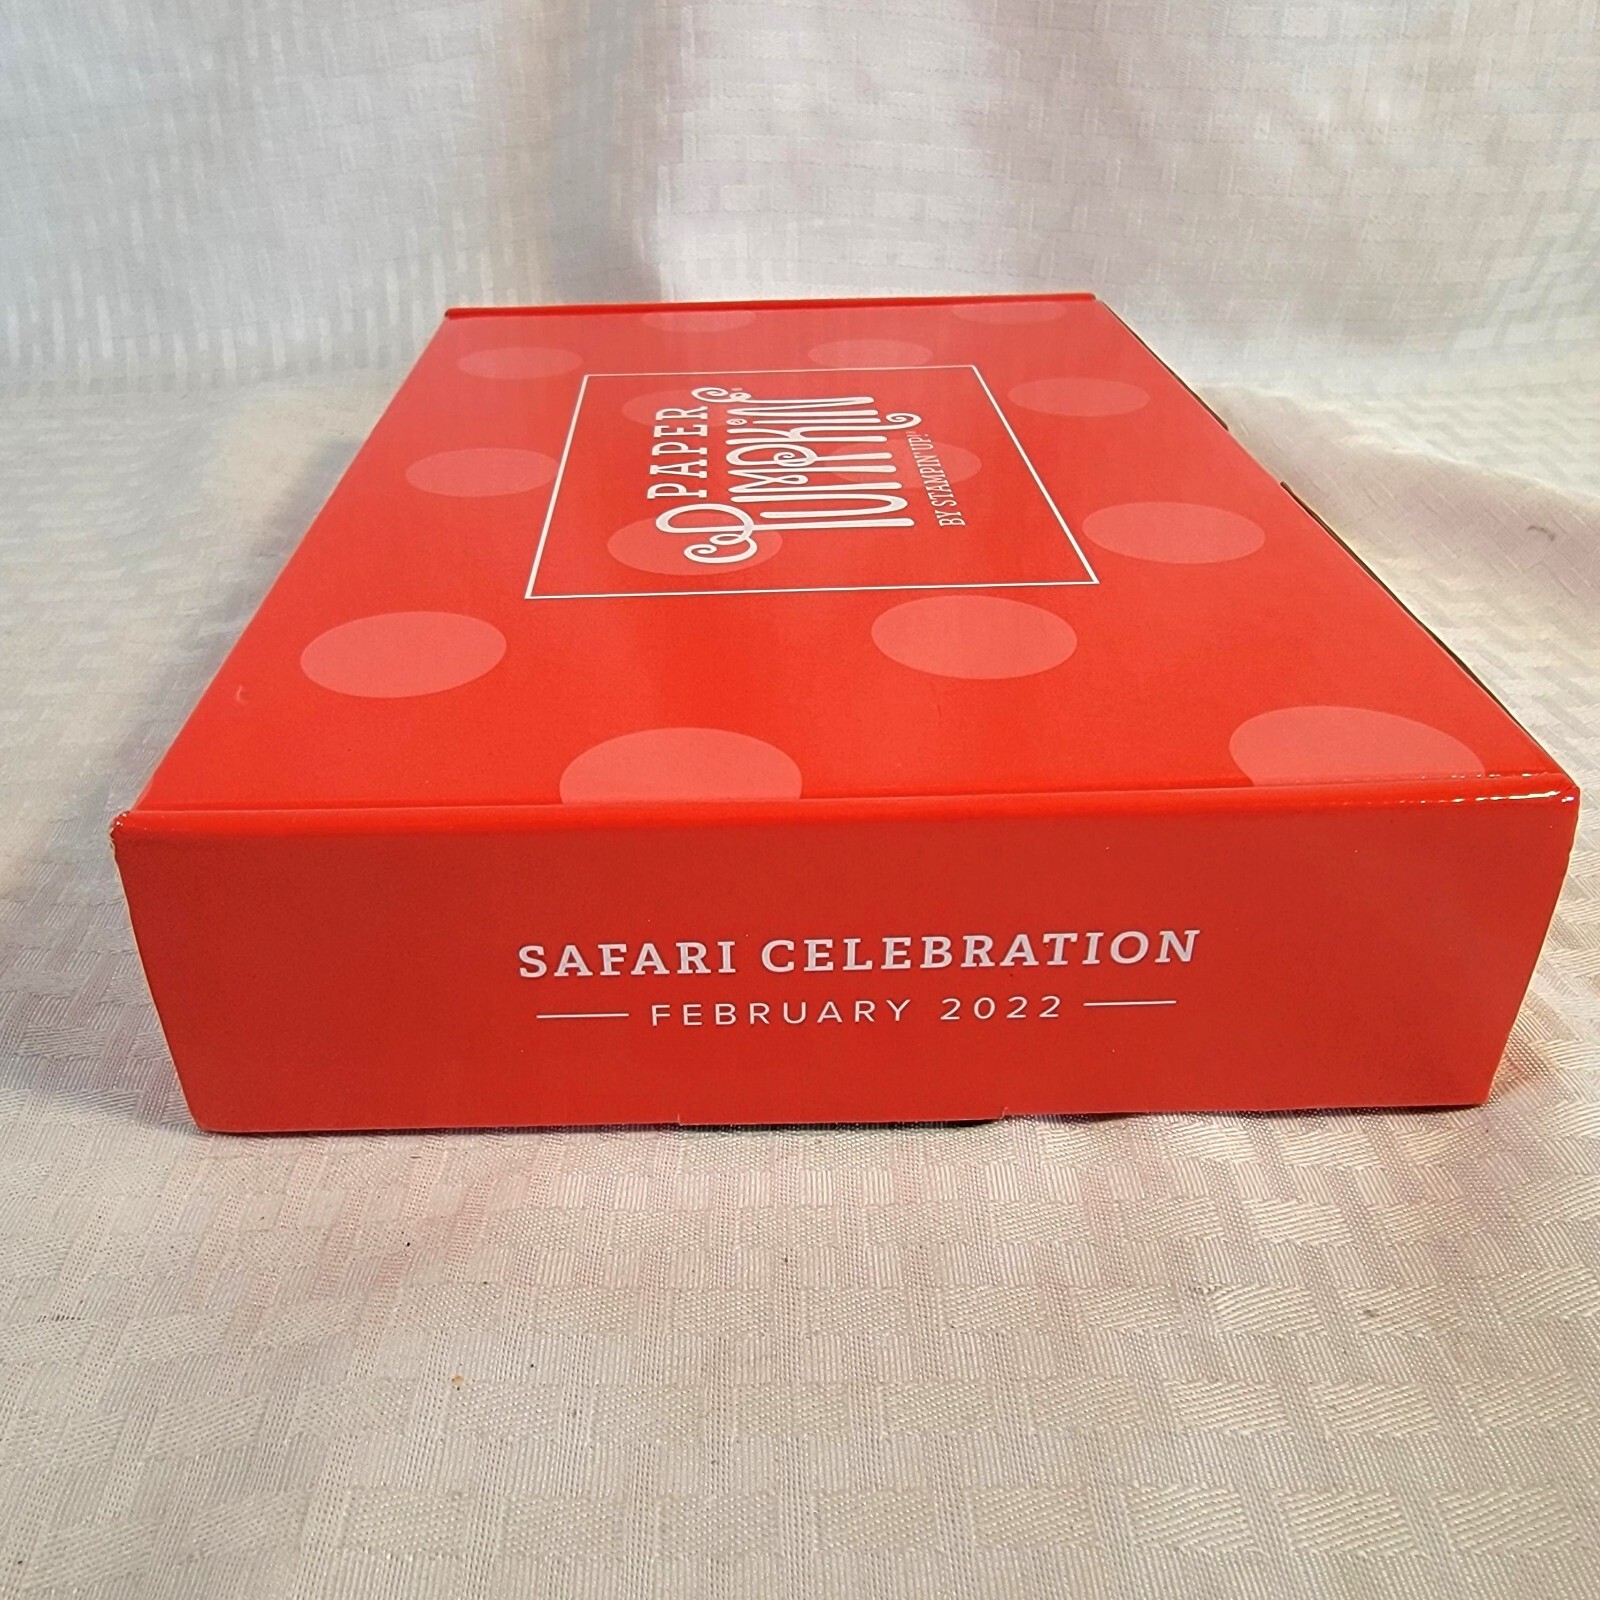 PAPER
PUMPKIN®
BY STAMPIN' UP!®
SAFARI CELEBRATION
FEBRUARY 2022